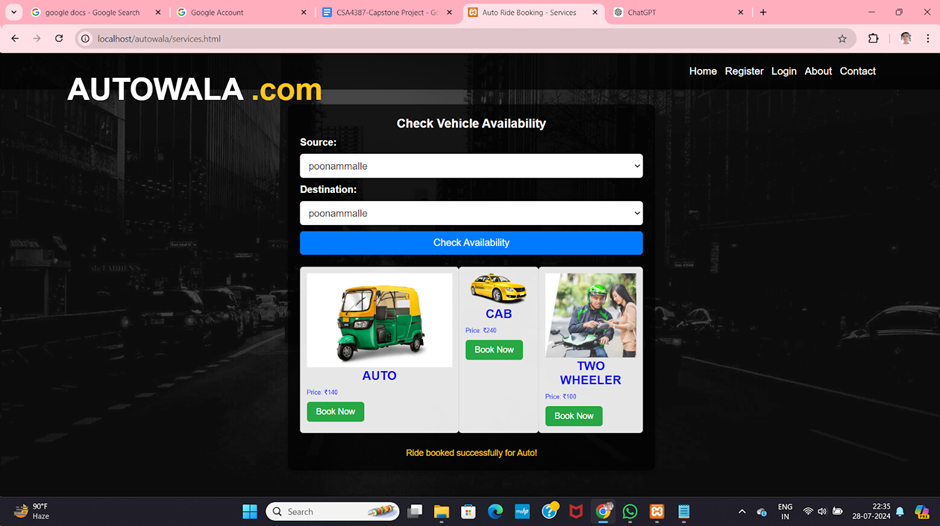 google docs - Google Search
Google Account
CSA4387-Capstone Project - Go
Auto Ride Booking - Services
ChatGPT
localhost/autowala/services.html
Home Register Login About Contact
AUTOWALA .com
Check Vehicle Availability
Source:
poonammalle
Destination:
poonammalle
Check Availability
AUTO
Price: ₹140
Book Now
CAB
Price: ₹240
Book Now
TWO
WHEELER
Price: ₹100
Book Now
Ride booked successfully for Auto!
90°F
Haze
Search
ENG
IN
22:35
28-07-2024